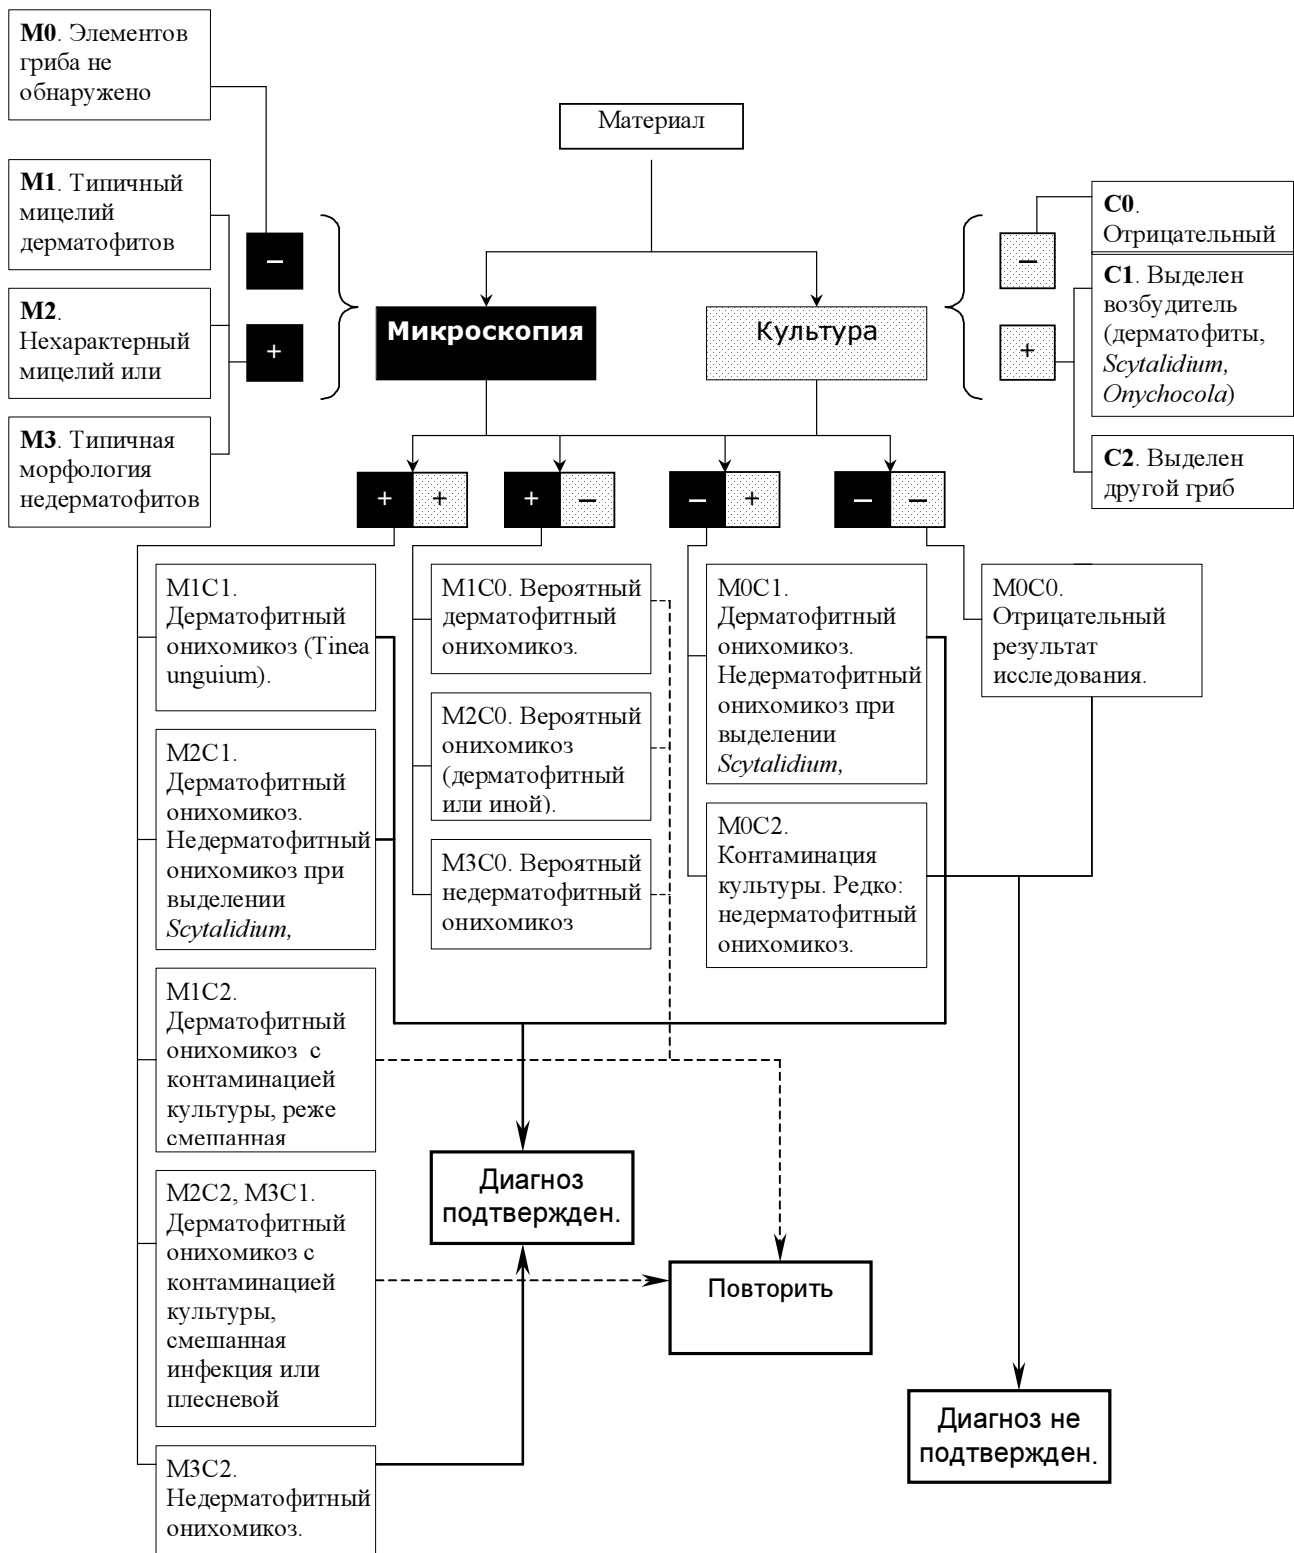 M0. Элементов
гриба не
обнаружено
Материал
M1. Типичный
мицелий
дерматофитов
M2.
Нехарактерный
мицелий или
M3. Типичная
морфология
недерматофитов
–
+
Микроскопия
Культура
–
+
C0.
Отрицательный
C1. Выделен
возбудитель
(дерматофиты,
Scytalidium,
Onychocola)
C2. Выделен
другой гриб
+ +
+ –
– +
– –
M1C1.
Дерматофитный
онихомикоз (Tinea
unguium).
M2C1.
Дерматофитный
онихомикоз.
Недерматофитный
онихомикоз при
выделении
Scytalidium,
M1C2.
Дерматофитный
онихомикоз с
контаминацией
культуры, реже
смешанная
M2C2, M3C1.
Дерматофитный
онихомикоз с
контаминацией
культуры,
смешанная
инфекция или
плесневой
M3C2.
Недерматофитный
онихомикоз.
M1C0. Вероятный
дерматофитный
онихомикоз.
M2C0. Вероятный
онихомикоз
(дерматофитный
или иной).
M3C0. Вероятный
недерматофитный
онихомикоз
M0C1.
Дерматофитный
онихомикоз.
Недерматофитный
онихомикоз при
выделении
Scytalidium,
M0C2.
Контаминация
культуры. Редко:
недерматофитный
онихомикоз.
M0C0.
Отрицательный
результат
исследования.
Диагноз
подтвержден.
Повторить
Диагноз не
подтвержден.